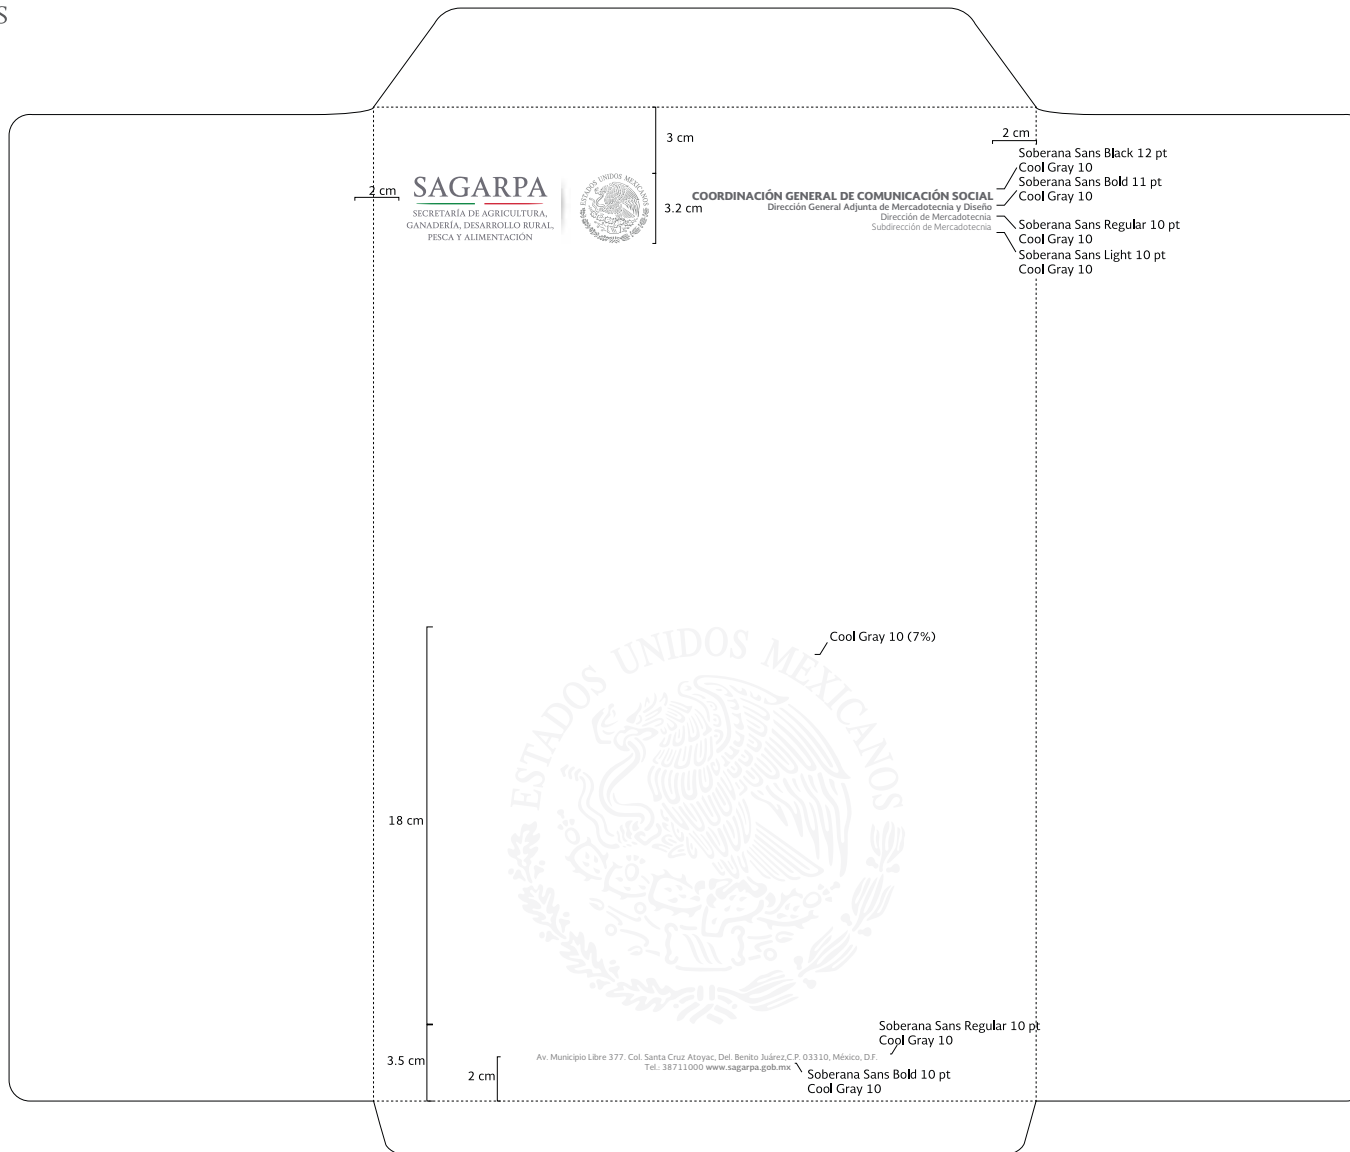 S
3 cm
2 cm
Soberana Sans Black 12 pt
Cool Gray 10
Soberana Sans Bold 11 pt
Cool Gray 10
2 cm
SAGARPA
SECRETARÍA DE AGRICULTURA,
GANADERÍA, DESARROLLO RURAL,
PESCA Y ALIMENTACIÓN
ESTADOS UNIDOS MEXICANOS
3.2 cm
COORDINACIÓN GENERAL DE COMUNICACIÓN SOCIAL
Dirección General Adjunta de Mercadotecnia y Diseño
Dirección de Mercadotecnia
Subdirección de Mercadotecnia
Soberana Sans Regular 10 pt
Cool Gray 10
Soberana Sans Light 10 pt
Cool Gray 10
Cool Gray 10 (7%)
ESTADOS UNIDOS MEXICANOS
18 cm
Soberana Sans Regular 10 pt
Cool Gray 10
3.5 cm
2 cm
Av. Municipio Libre 377. Col. Santa Cruz Atoyac, Del. Benito Juárez,C.P. 03310, México, D.F.
Tel.: 38711000 www.sagarpa.gob.mx
Soberana Sans Bold 10 pt
Cool Gray 10